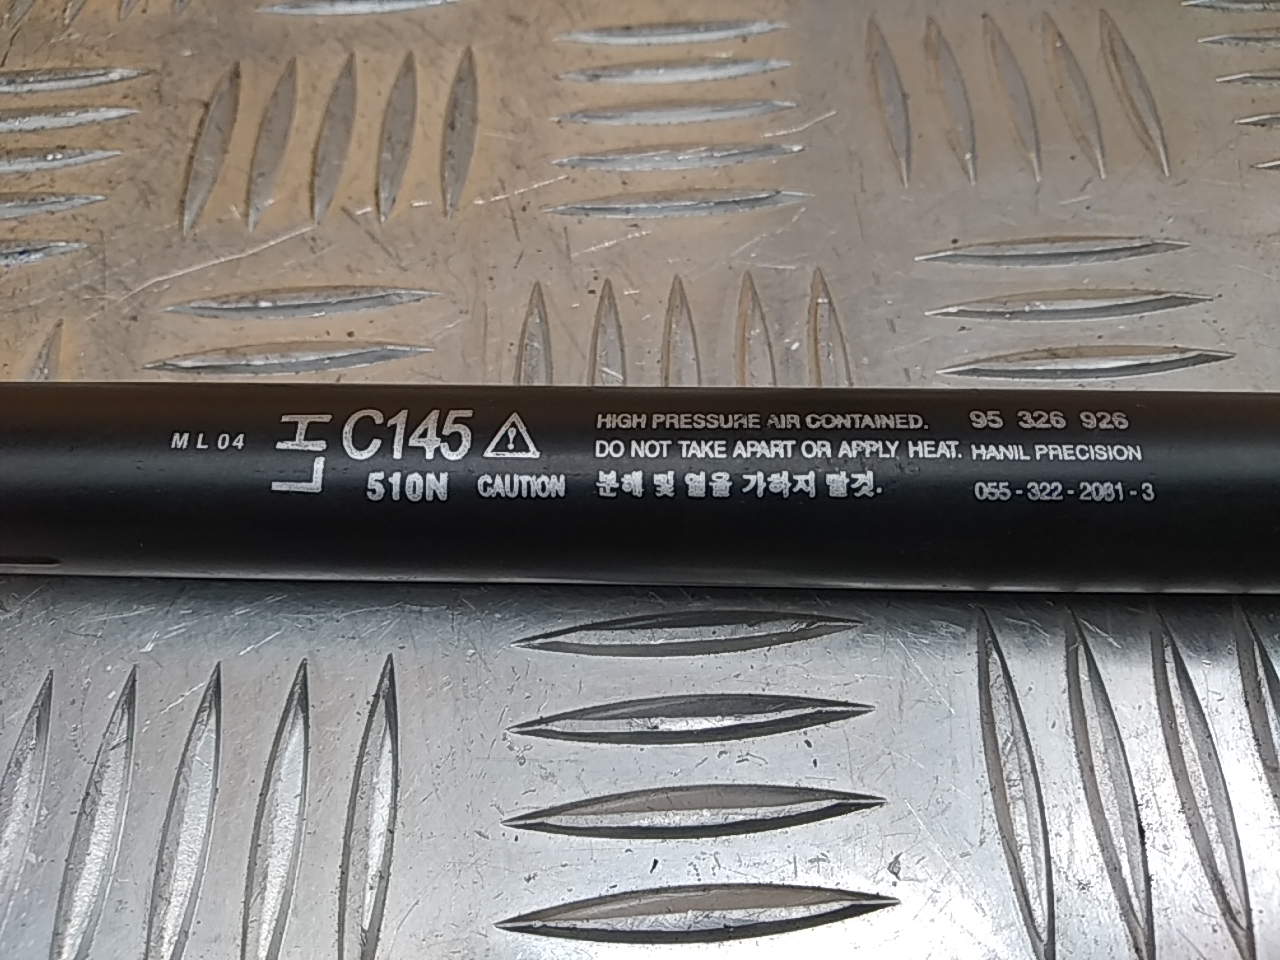 ML04
LH
C145
510N CAUTION
HIGH PRESSURE AIR CONTAINED.
DO NOT TAKE APART OR APPLY HEAT.
분해 및 열을 가하지 말것.
95 326 926
HANIL PRECISION
055-322-2081-3